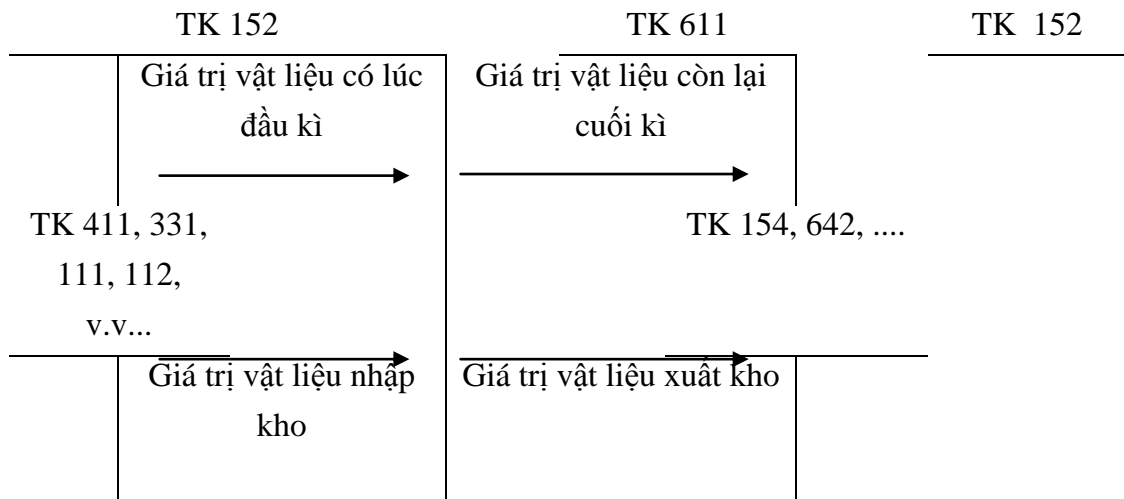 TK 152 TK 611 TK 152
Giá trị vật liệu có lúc Giá trị vật liệu còn lại
đầu kì cuối kì
TK 411, 331, TK 154, 642, ....
111, 112,
v.v...
Giá trị vật liệu nhập Giá trị vật liệu xuất kho
kho